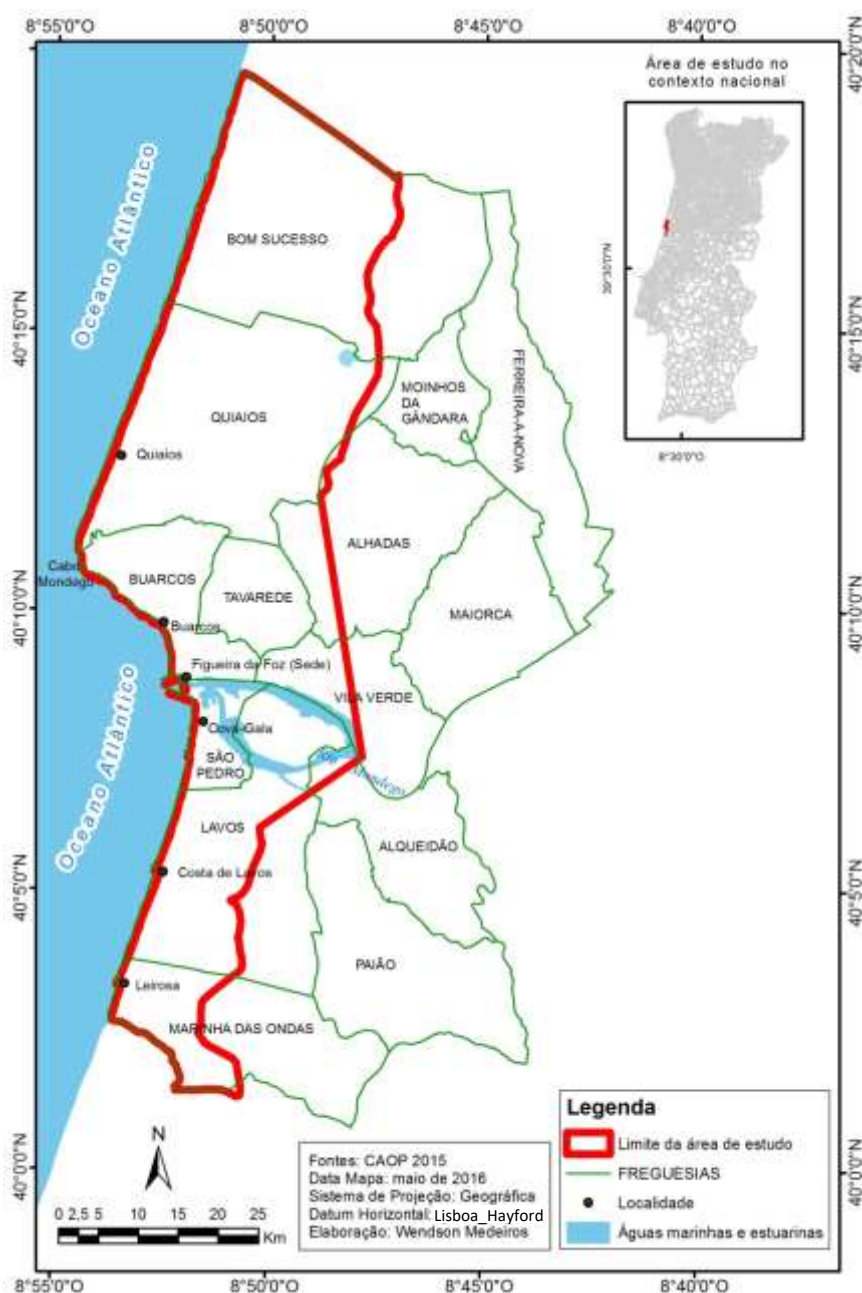 8°55'0"O
8°50'0"O
8°45'0"O
8°40'0"O
40°20'0"N
Área de estudo no
contexto nacional
39°30'0"N
8°30'0"O
Oceano Atlântico
BOM SUCESSO
40°15'0"N
40°15'0"N
MOINHOS
DA
GÂNDARA
FERREIRA-A-NOVA
QUIAIOS
Quiaios
ALHADAS
Cabo
Mondego
BUARCOS
TAVAREDE
MAIORCA
40°10'0"N
40°10'0"N
Buarcos
Figueira da Foz (Sede)
VILA VERDE
Cova-Gala
SÃO
PEDRO
Mondego
Oceano Atlântico
LAVOS
ALQUEIDÃO
Costa de Lavos
40°5'0"N
40°5'0"N
PAIÃO
Leirosa
MARINHA DAS ONDAS
Legenda
Limite da área de estudo
FREGUESIAS
Localidade
Águas marinhas e estuarinas
N
0 2,5 5 10 15 20 25
Km
Fontes: CAOP 2015
Data Mapa: maio de 2016
Sistema de Projeção: Geográfica
Datum Horizontal: Lisboa_Hayford
Elaboração: Wendson Medeiros
40°0'0"N
40°0'0"N
8°55'0"O
8°50'0"O
8°45'0"O
8°40'0"O